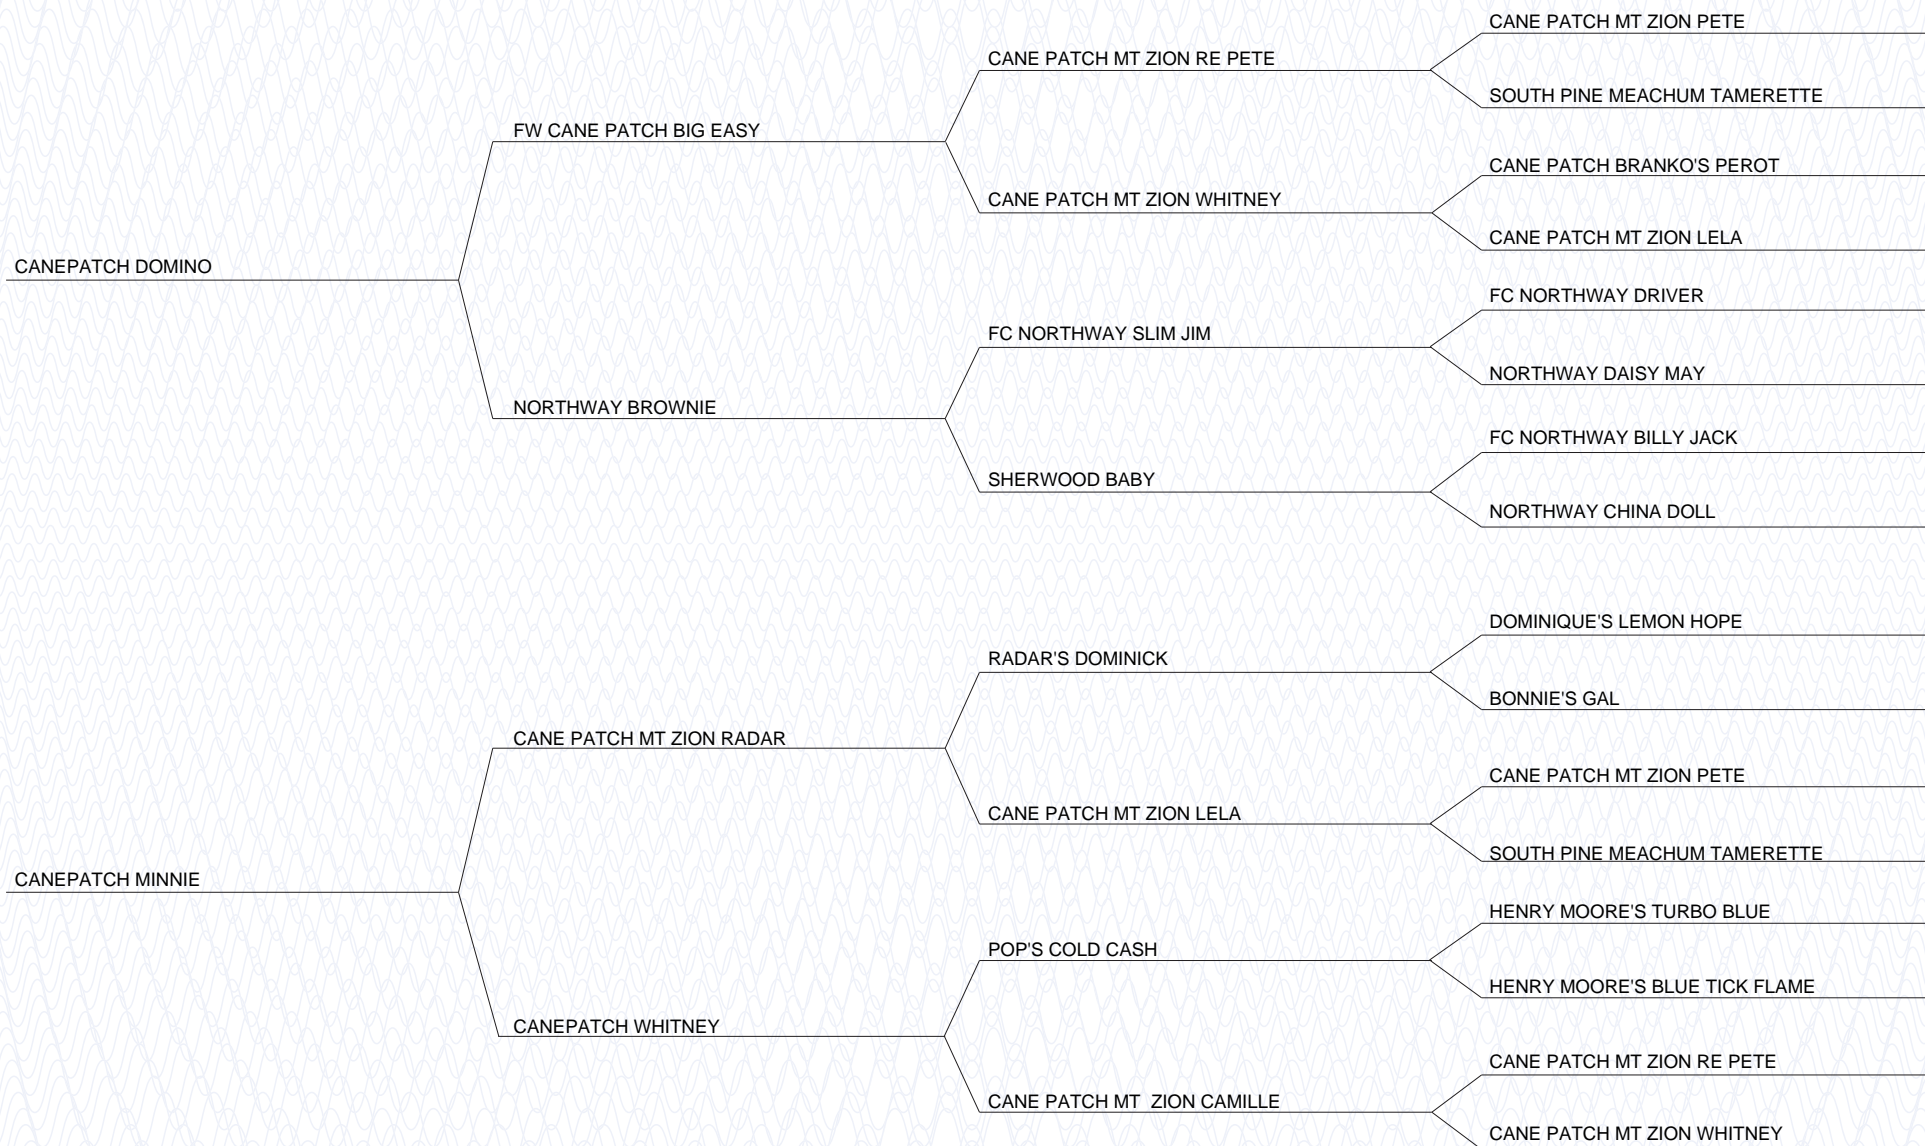 CANE PATCH MT ZION PETE
CANE PATCH MT ZION RE PETE
SOUTH PINE MEACHUM TAMERETTE
FW CANE PATCH BIG EASY
CANE PATCH BRANKO'S PEROT
CANE PATCH MT ZION WHITNEY
CANE PATCH MT ZION LELA
CANEPATCH DOMINO
FC NORTHWAY DRIVER
FC NORTHWAY SLIM JIM
NORTHWAY DAISY MAY
NORTHWAY BROWNIE
FC NORTHWAY BILLY JACK
SHERWOOD BABY
NORTHWAY CHINA DOLL
DOMINIQUE'S LEMON HOPE
RADAR'S DOMINICK
BONNIE'S GAL
CANE PATCH MT ZION RADAR
CANE PATCH MT ZION PETE
CANE PATCH MT ZION LELA
SOUTH PINE MEACHUM TAMERETTE
CANEPATCH MINNIE
HENRY MOORE'S TURBO BLUE
POP'S COLD CASH
HENRY MOORE'S BLUE TICK FLAME
CANEPATCH WHITNEY
CANE PATCH MT ZION RE PETE
CANE PATCH MT  ZION CAMILLE
CANE PATCH MT ZION WHITNEY